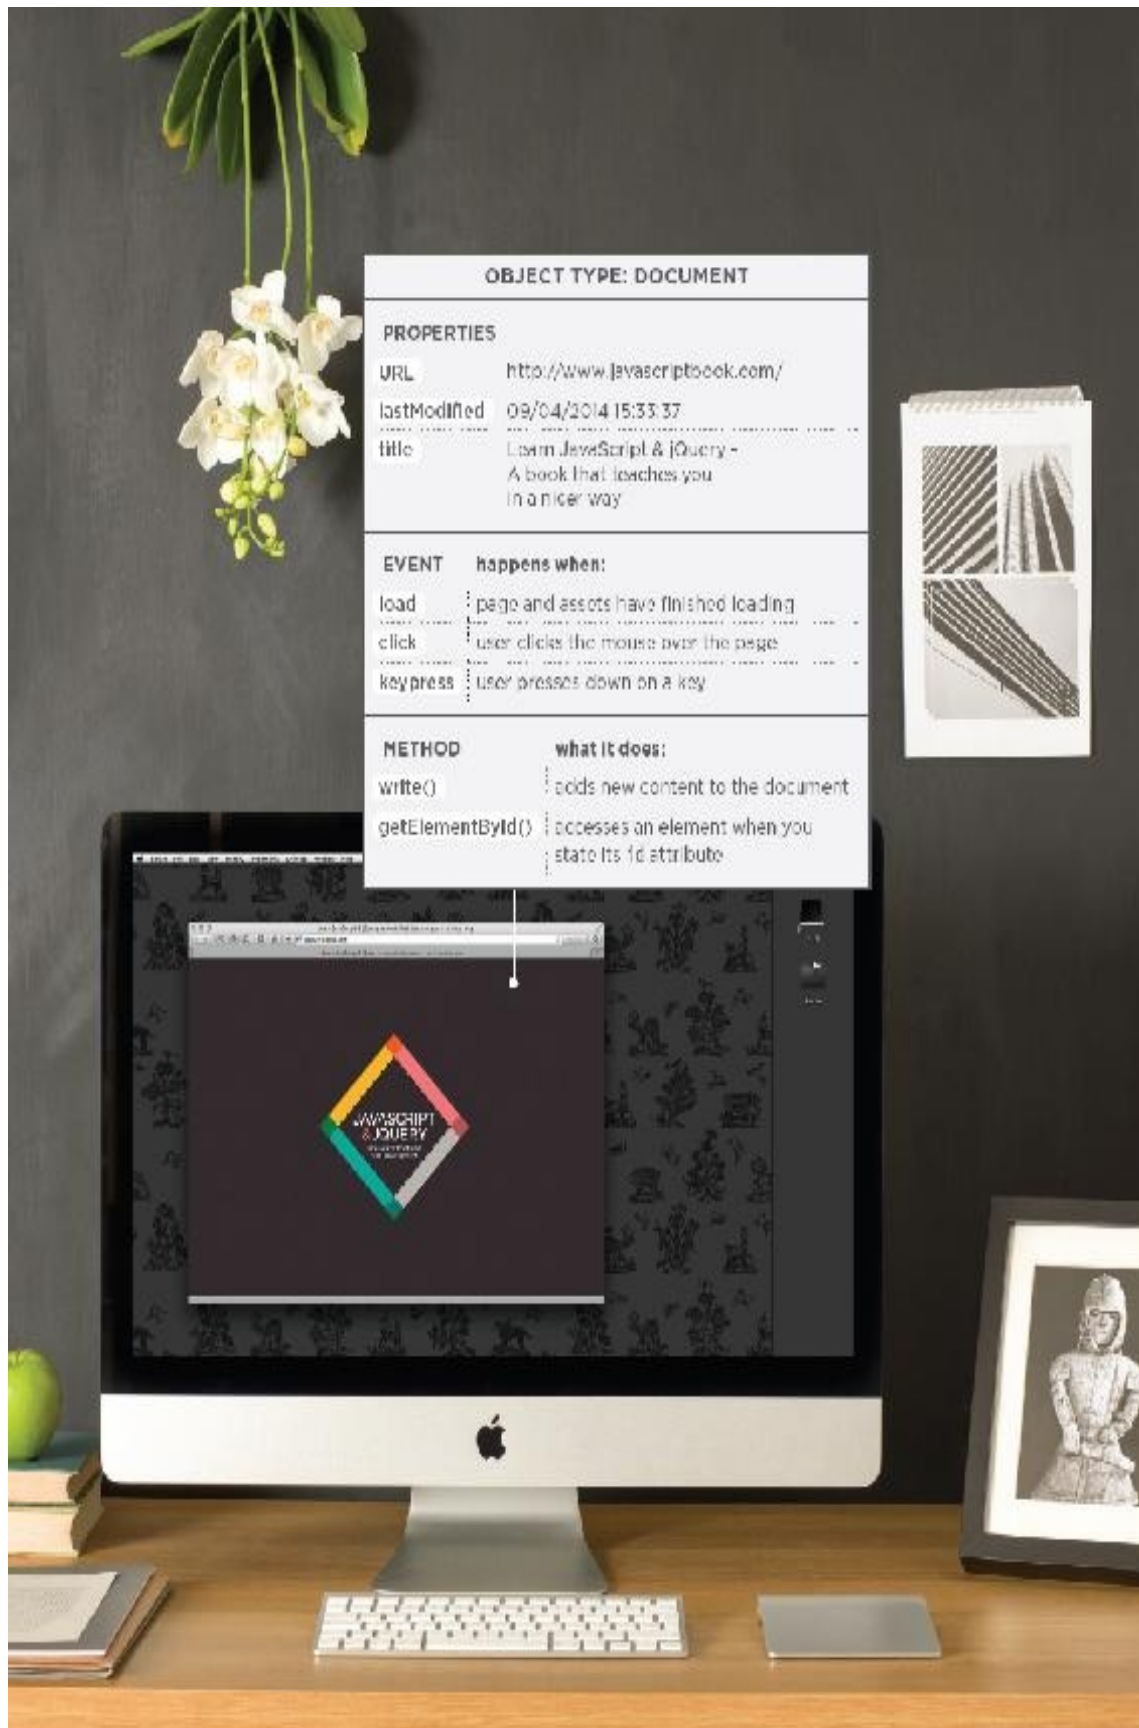 OBJECT TYPE: DOCUMENT
PROPERTIES
URL http://www.javascriptbook.com/
lastModified 09/04/2014 15:33:37
title Learn JavaScript & jQuery -
A book that teaches you
in a nicer way
EVENT happens when:
load page and assets have finished loading
click user clicks the mouse over the page
keypress user presses down on a key
METHOD what it does:
write() adds new content to the document
getElementById() accesses an element when you
state its id attribute
JAVASCRIPT
&JQUERY